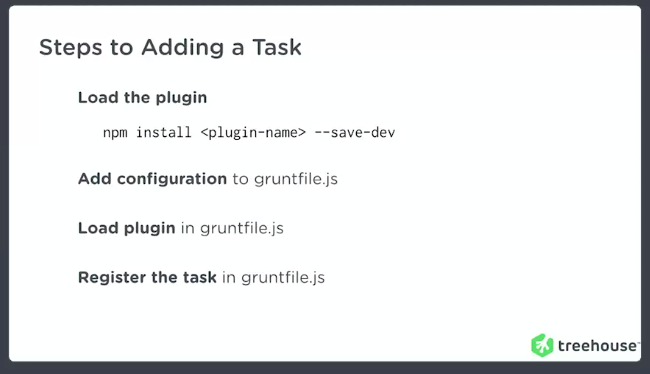 Steps to Adding a Task
Load the plugin
npm install <plugin-name> --save-dev
Add configuration to gruntfile.js
Load plugin in gruntfile.js
Register the task in gruntfile.js
treehouse™